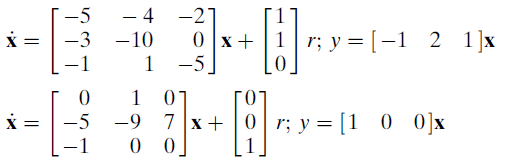 ẋ = [−5 − 4 −2; −3 −10 0; −1 1 −5] x + [1; 1; 0] r; y = [−1 2 1]x
ẋ = [0 1 0; −5 −9 7; −1 0 0] x + [0; 0; 1] r; y = [1 0 0]x